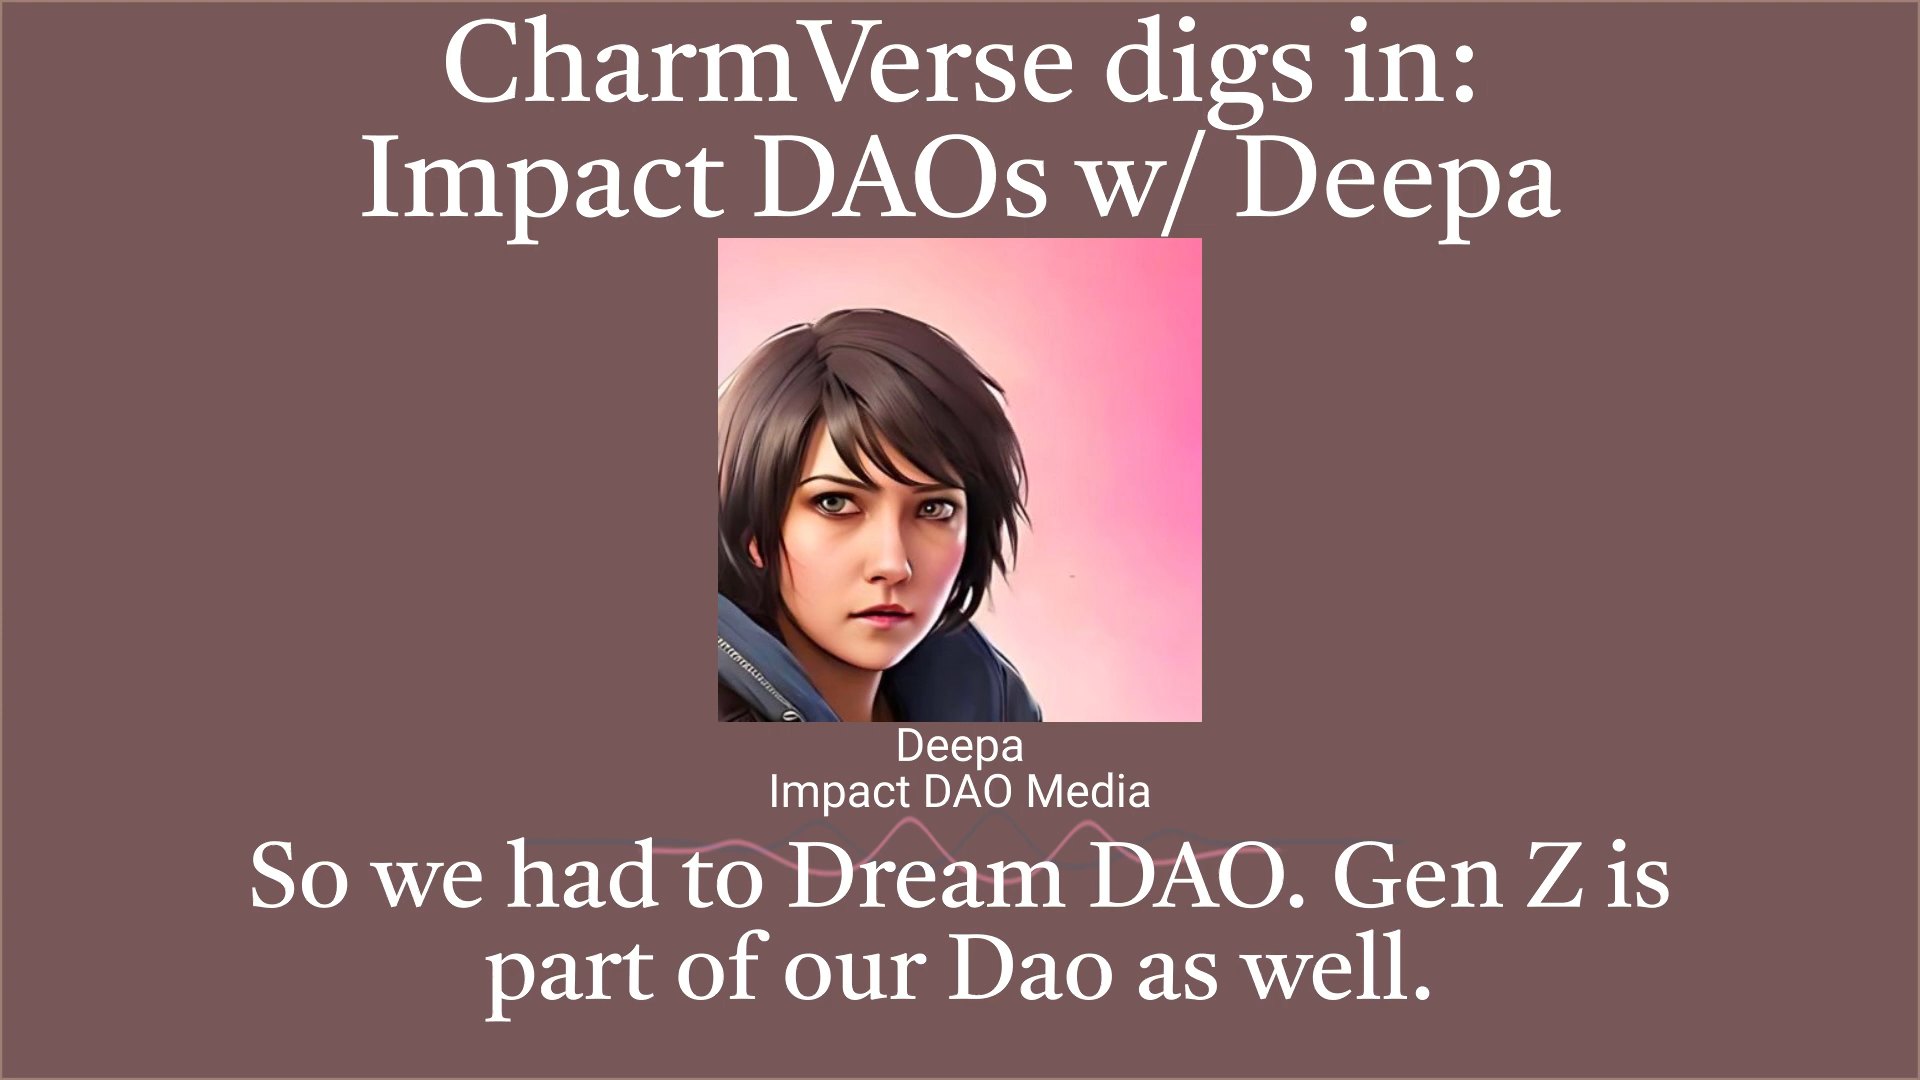 CharmVerse digs in:
Impact DAOs w/ Deepa
Deepa
Impact DAO Media
So we had to Dream DAO. Gen Z is
part of our Dao as well.